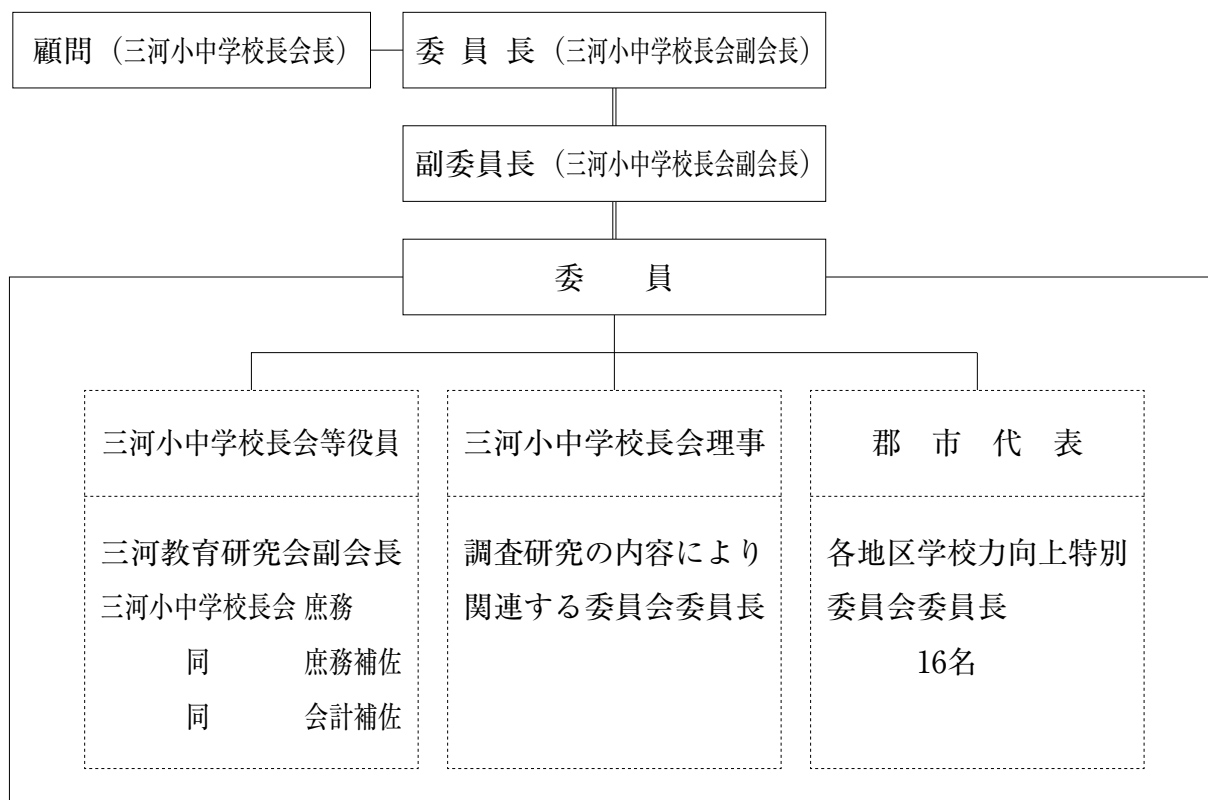 顧問（三河小中学校長会長）
委員長（三河小中学校長会副会長）
副委員長（三河小中学校長会副会長）
委員
三河小中学校長会等役員
三河教育研究会副会長
三河小中学校長会 庶務
同 庶務補佐
同 会計補佐
三河小中学校長会理事
調査研究の内容により
関連する委員会委員長
郡市代表
各地区学校力向上特別
委員会委員長
16名